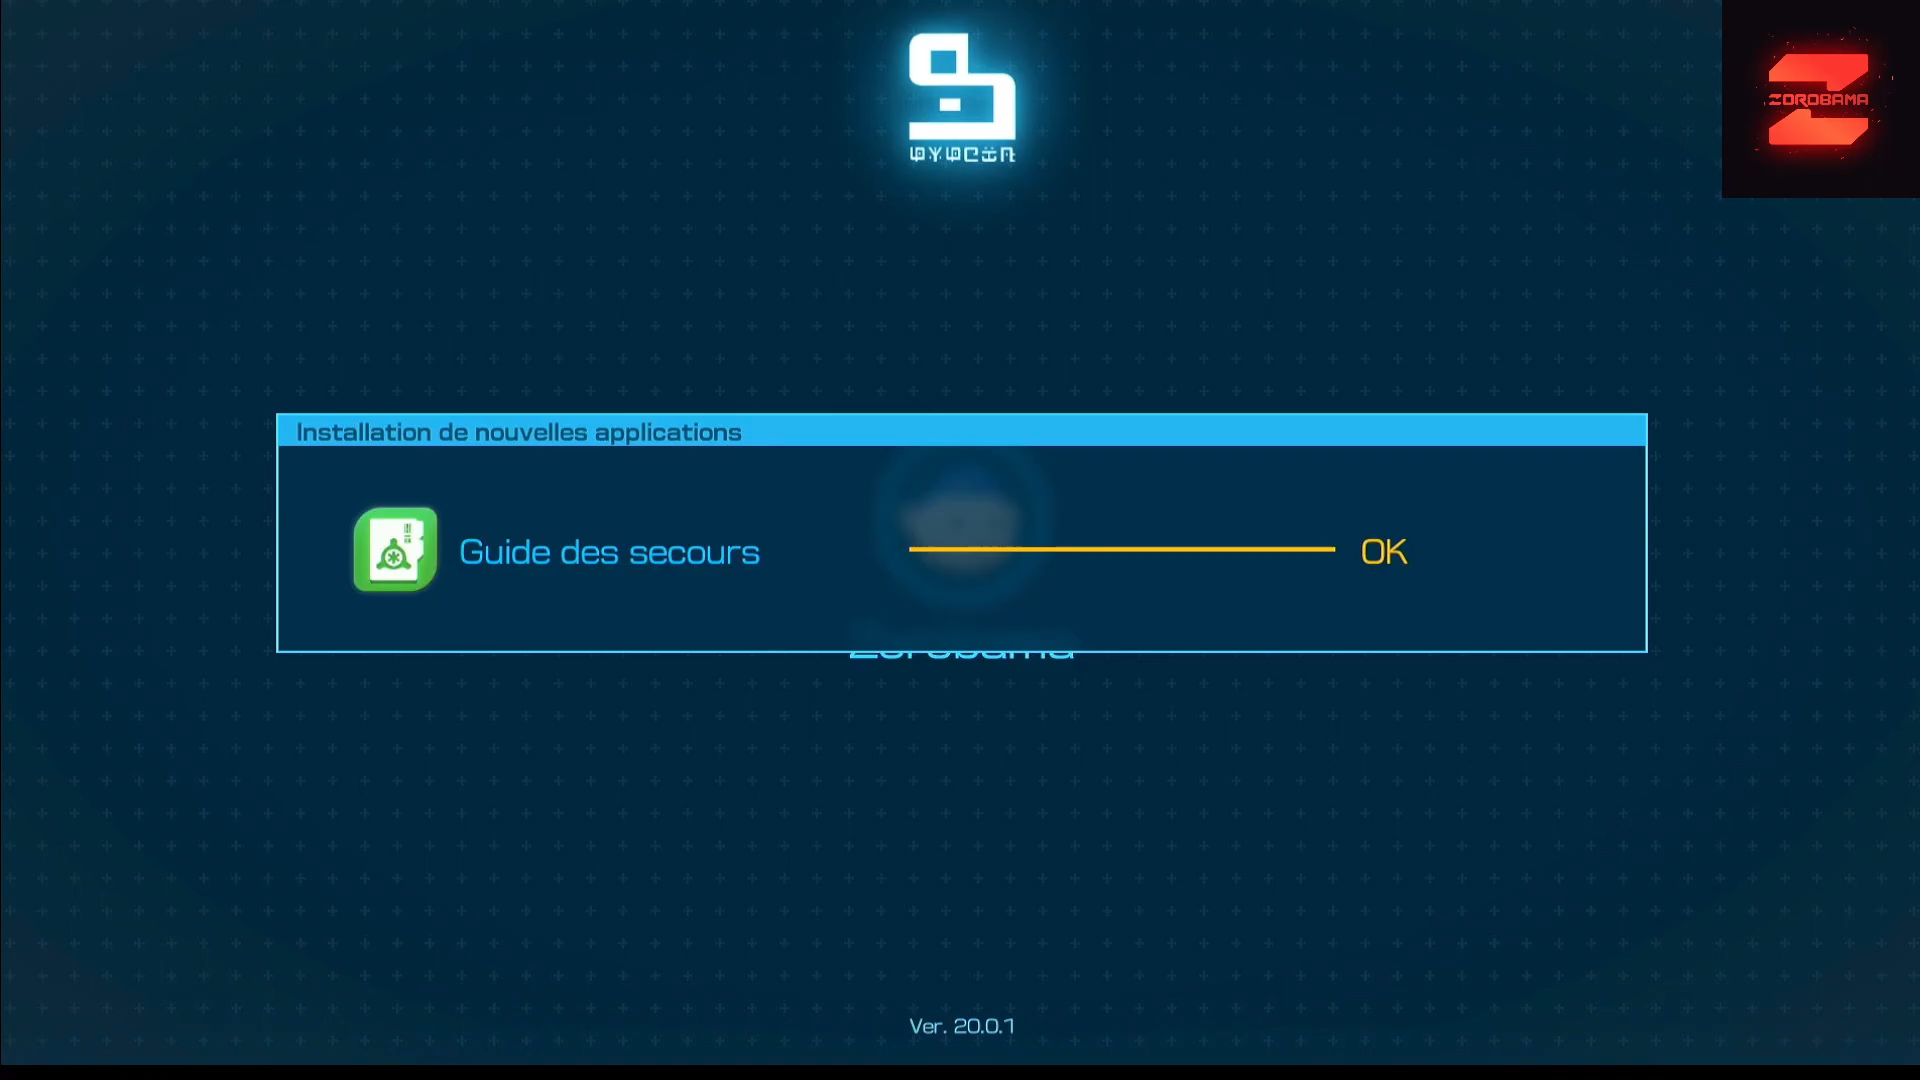 ZOROBAMA
Installation de nouvelles applications
Guide des secours
OK
Ver. 20.0.1